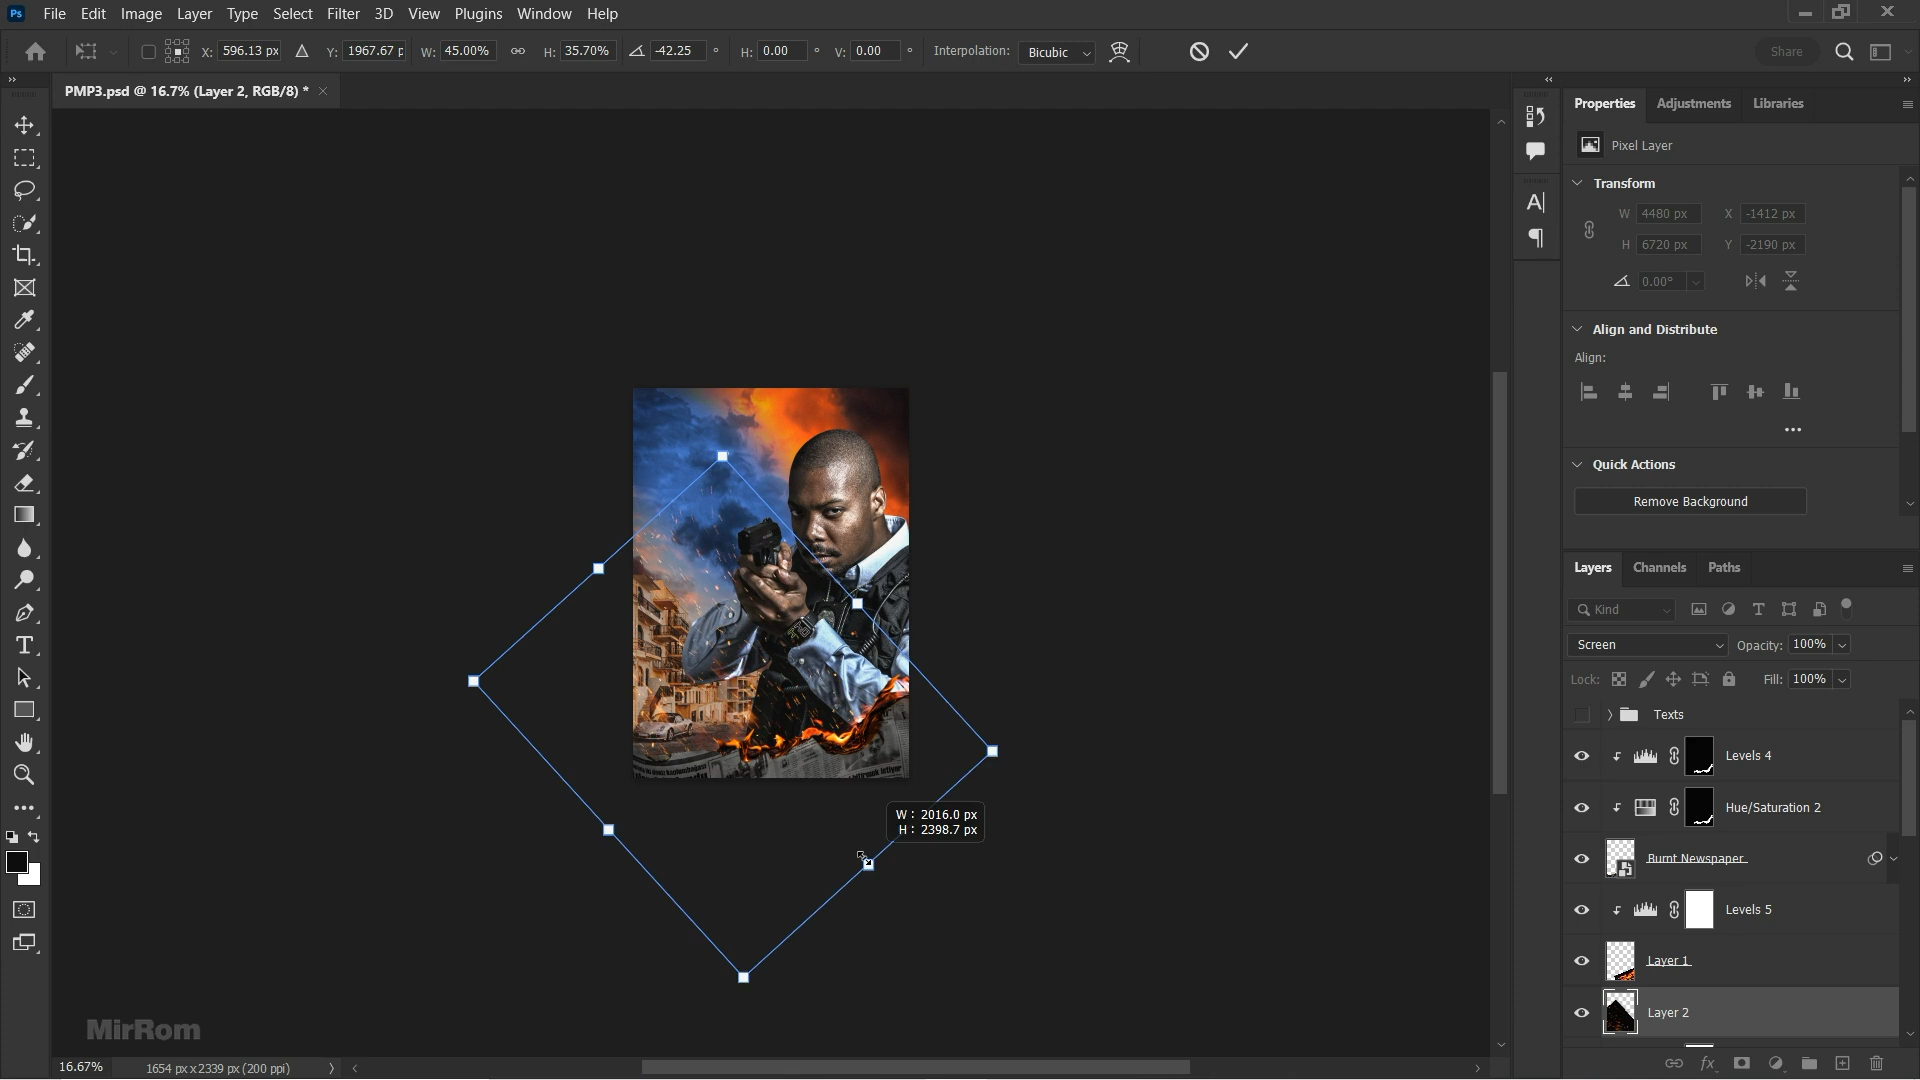 Ps File Edit Image Layer Type Select Filter 3D View Plugins Window Help
X: 596.13 px Y: 1967.67 p W: 45.00% H: 35.70% -42.25 ° H: 0.00 ° V: 0.00 ° Interpolation: Bicubic Share
PMP3.psd @ 16.7% (Layer 2, RGB/8) *
Properties Adjustments Libraries
Pixel Layer
Transform
W 4480 px X -1412 px
H 6720 px Y -2190 px
0.00°
Align and Distribute
Align:
Quick Actions
Remove Background
Layers Channels Paths
Kind
Screen Opacity: 100%
Lock: Fill: 100%
Texts
Levels 4
Hue/Saturation 2
Burnt Newspaper
Levels 5
Layer 1
Layer 2
W : 2016.0 px
H : 2398.7 px
MirRom
16.67% 1654 px x 2339 px (200 ppi)